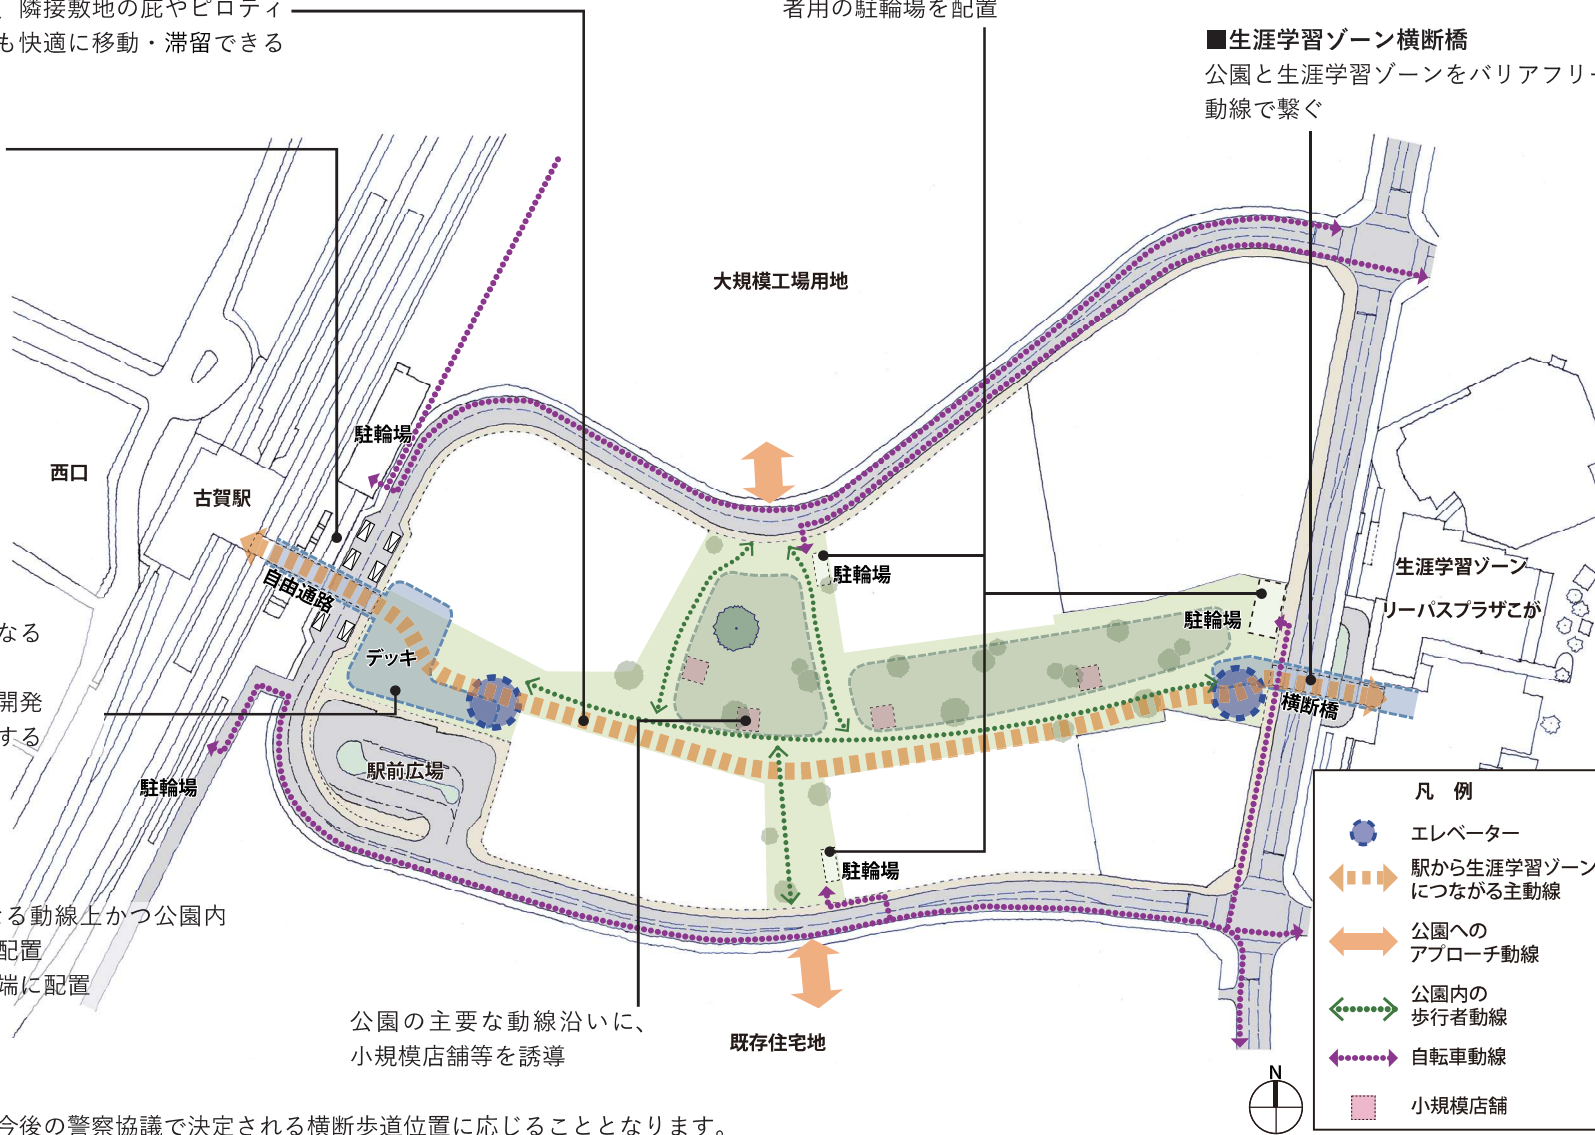 隣接敷地の庇やピロティ
も快適に移動・滞留できる
者用の駐輪場を配置
■生涯学習ゾーン横断橋
公園と生涯学習ゾーンをバリアフリー
動線で繋ぐ
大規模工場用地
駐輪場
西口
古賀駅
自由通路
デッキ
駐輪場
駐輪場
生涯学習ゾーン
リーパスプラザこが
横断橋
なる
開発
する
駅前広場
駐輪場
駐輪場
る動線上かつ公園内
配置
端に配置
公園の主要な動線沿いに、
小規模店舗等を誘導
既存住宅地
凡 例
エレベーター
駅から生涯学習ゾーン
につながる主動線
公園への
アプローチ動線
公園内の
歩行者動線
自転車動線
小規模店舗
N
今後の警察協議で決定される横断歩道位置に応じることとなります。